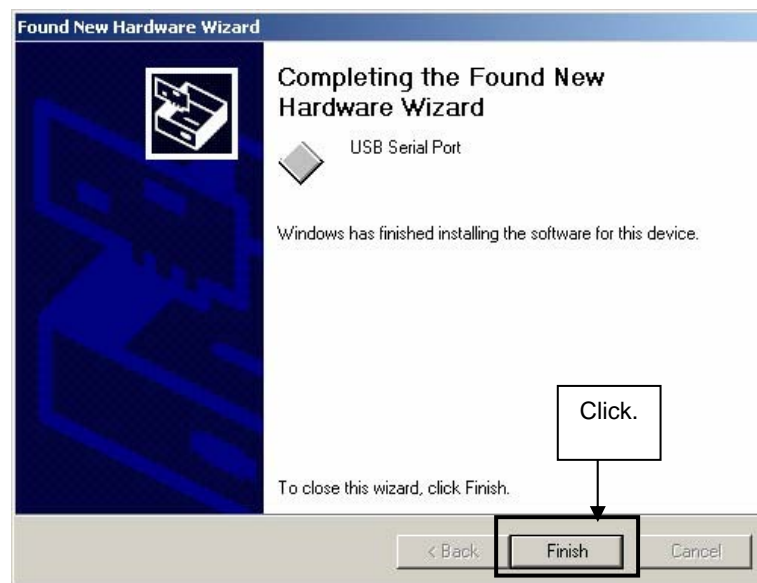 Found New Hardware Wizard
Completing the Found New
Hardware Wizard
USB Serial Port
Windows has finished installing the software for this device.
Click.
To close this wizard, click Finish.
< Back Finish Cancel